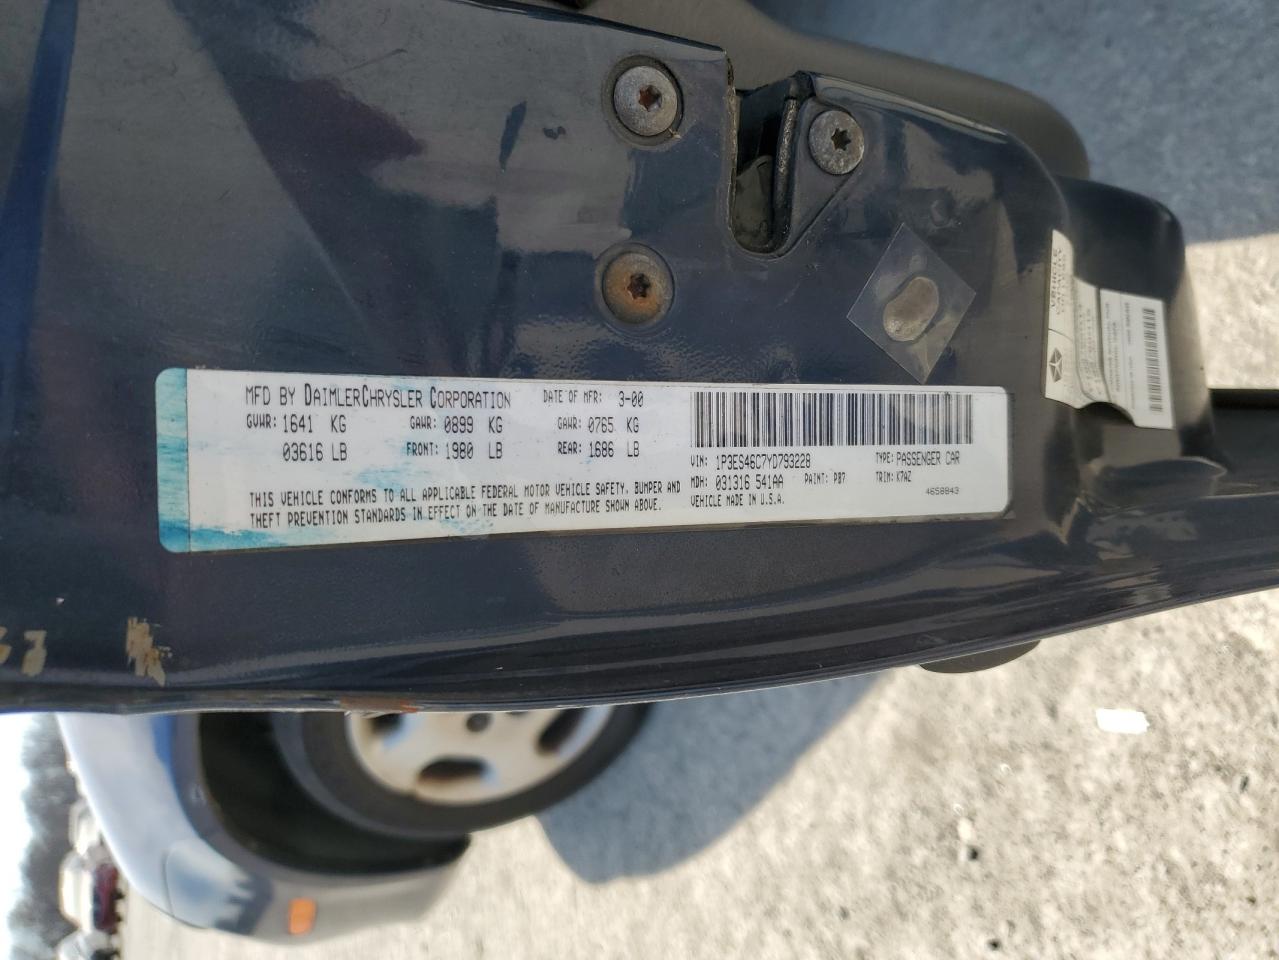 MFD BY DAIMLERCHRYSLER CORPORATION DATE OF MFR: 3-00
GVWR: 1641 KG GAWR: 0899 KG GAWR: 0765 KG
03616 LB FRONT: 1980 LB REAR: 1686 LB
THIS VEHICLE CONFORMS TO ALL APPLICABLE FEDERAL MOTOR VEHICLE SAFETY, BUMPER AND
THEFT PREVENTION STANDARDS IN EFFECT ON THE DATE OF MANUFACTURE SHOWN ABOVE.
VIN: 1P3ES46C7YD793228 TYPE: PASSENGER CAR
MDH: 031316 541AA PAINT: PB7 TRIM: K7AZ
VEHICLE MADE IN U.S.A. 4658843
VEHICLE